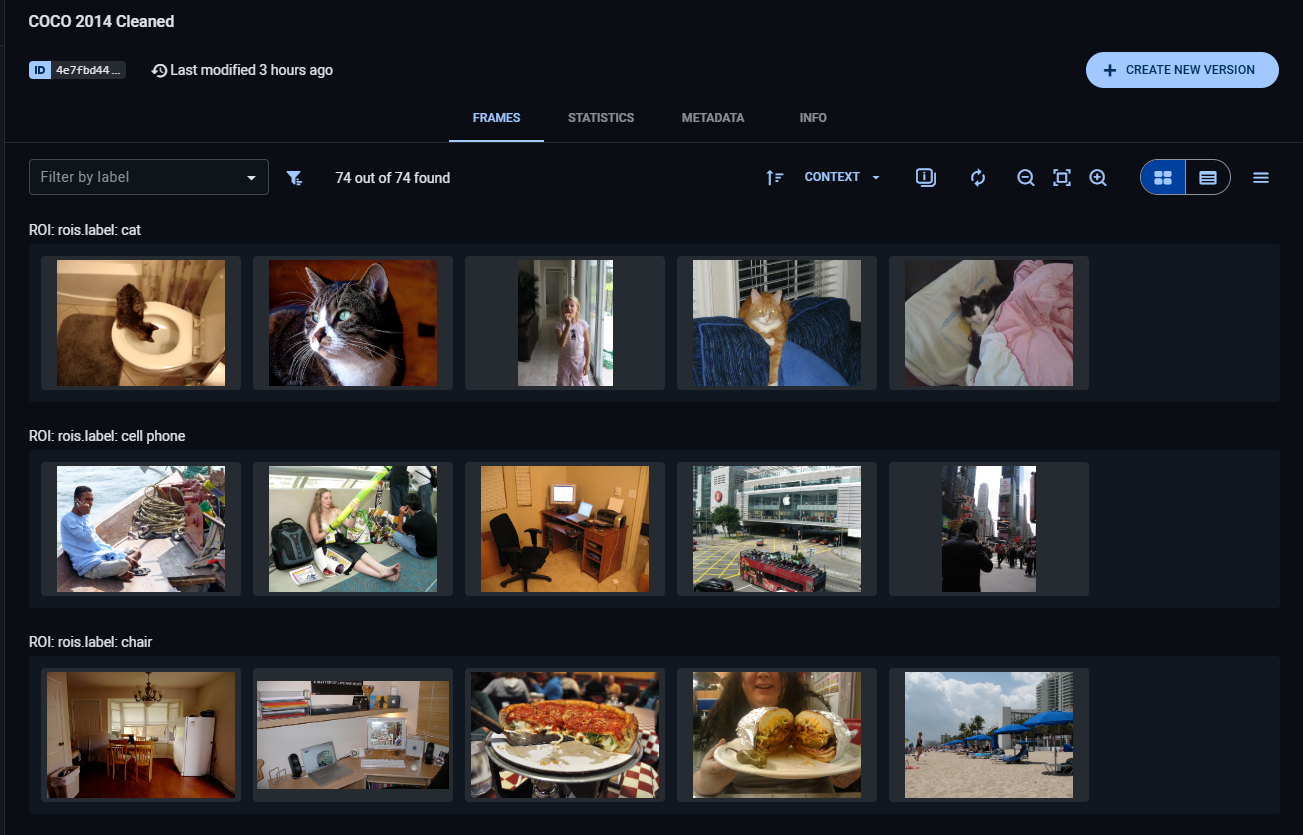 COCO 2014 Cleaned
ID 4e7fbd44... Last modified 3 hours ago
CREATE NEW VERSION
FRAMES STATISTICS METADATA INFO
Filter by label 74 out of 74 found CONTEXT
ROI: rois.label: cat
ROI: rois.label: cell phone
ROI: rois.label: chair